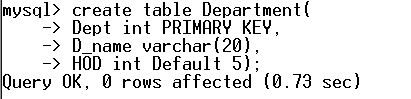 mysql> create table Department(
    -> Dept int PRIMARY KEY,
    -> D_name varchar(20),
    -> HOD int Default 5);
Query OK, 0 rows affected (0.73 sec)